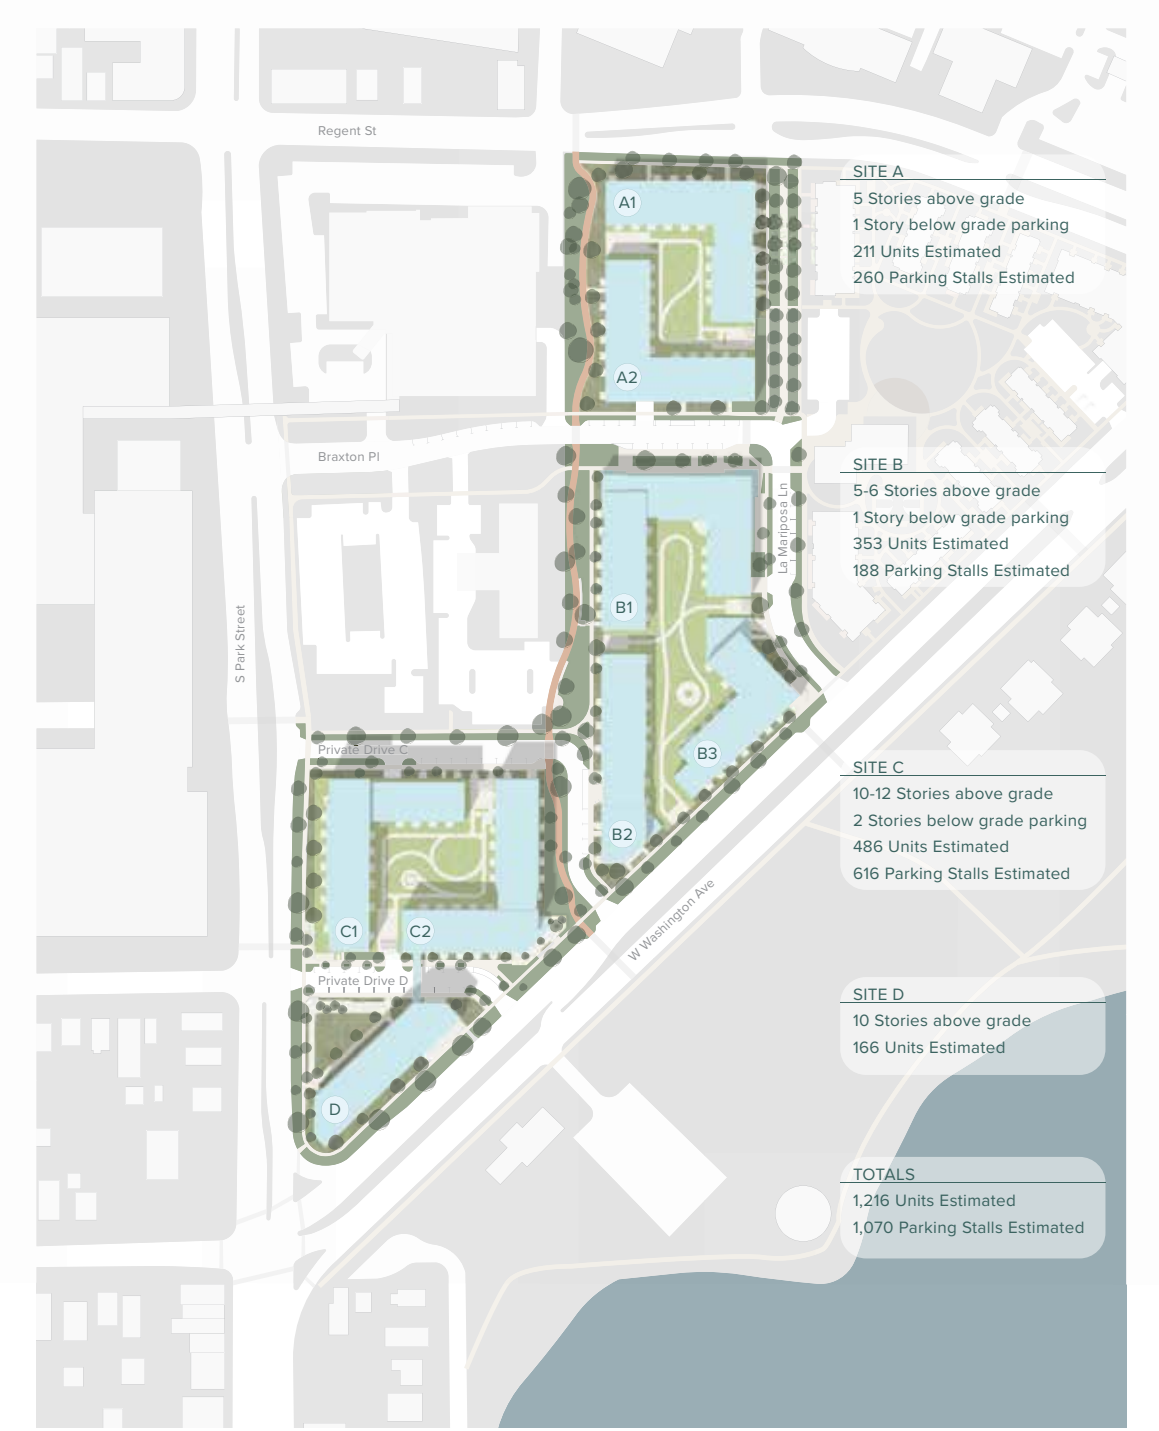 Regent St
SITE A
5 Stories above grade
1 Story below grade parking
211 Units Estimated
260 Parking Stalls Estimated
A1
A2
Braxton Pl
La Mariposa Ln
SITE B
5-6 Stories above grade
1 Story below grade parking
353 Units Estimated
188 Parking Stalls Estimated
B1
S Park Street
Private Drive C
B3
B2
SITE C
10-12 Stories above grade
2 Stories below grade parking
486 Units Estimated
616 Parking Stalls Estimated
C1
C2
W Washington Ave
Private Drive D
SITE D
10 Stories above grade
166 Units Estimated
D
TOTALS
1,216 Units Estimated
1,070 Parking Stalls Estimated